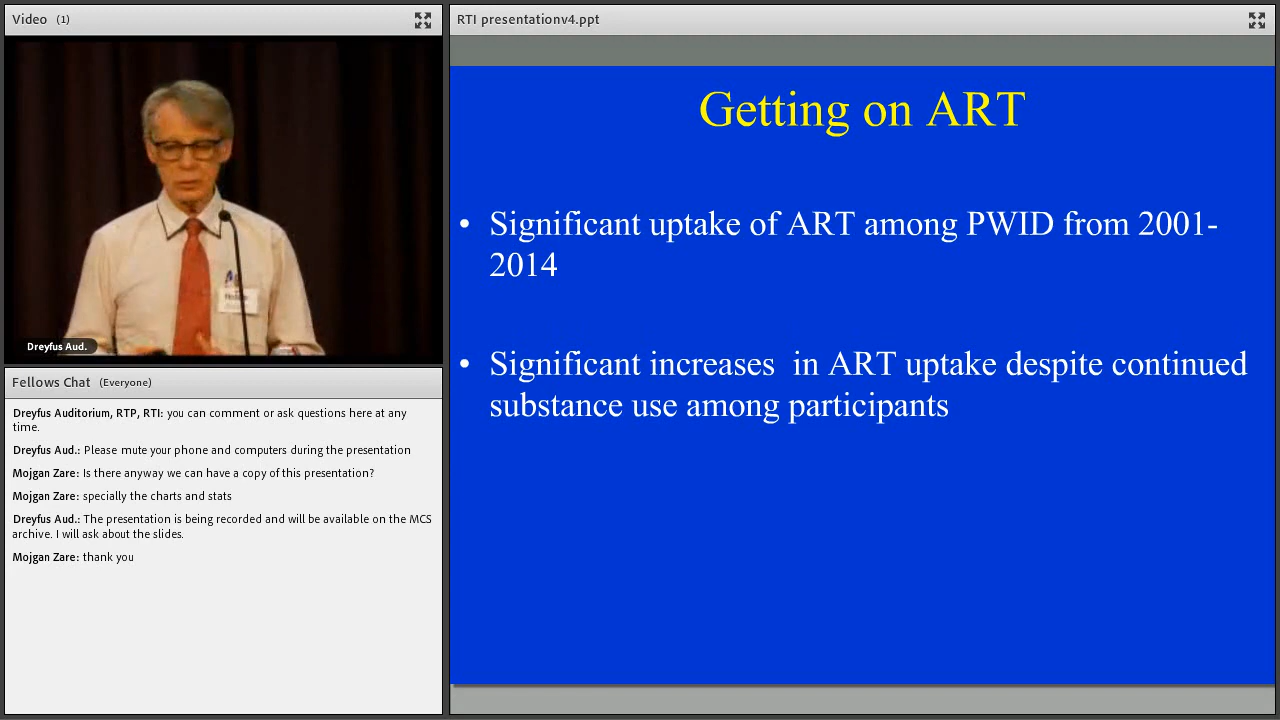 Video (1)
Dreyfus Aud.
Fellows Chat (Everyone)
Dreyfus Auditorium, RTP, RTI: you can comment or ask questions here at any
time.
Dreyfus Aud.: Please mute your phone and computers during the presentation
Mojgan Zare: Is there anyway we can have a copy of this presentation?
Mojgan Zare: specially the charts and stats
Dreyfus Aud.: The presentation is being recorded and will be available on the MCS
archive. I will ask about the slides.
Mojgan Zare: thank you
RTI presentationv4.ppt
Getting on ART
• Significant uptake of ART among PWID from 2001-
2014
• Significant increases in ART uptake despite continued
substance use among participants